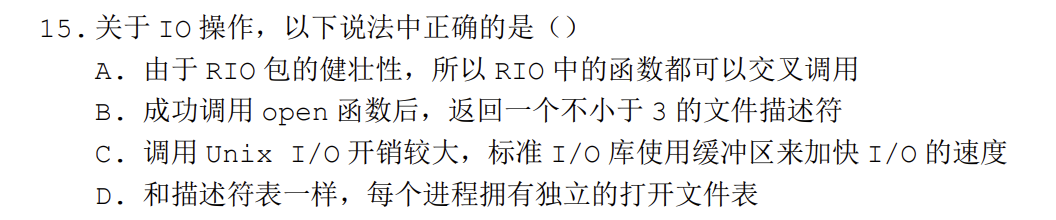 15. 关于 IO 操作，以下说法中正确的是（）
A. 由于 RIO 包的健壮性，所以 RIO 中的函数都可以交叉调用
B. 成功调用 open 函数后，返回一个不小于 3 的文件描述符
C. 调用 Unix I/O 开销较大，标准 I/O 库使用缓冲区来加快 I/O 的速度
D. 和描述符表一样，每个进程拥有独立的打开文件表